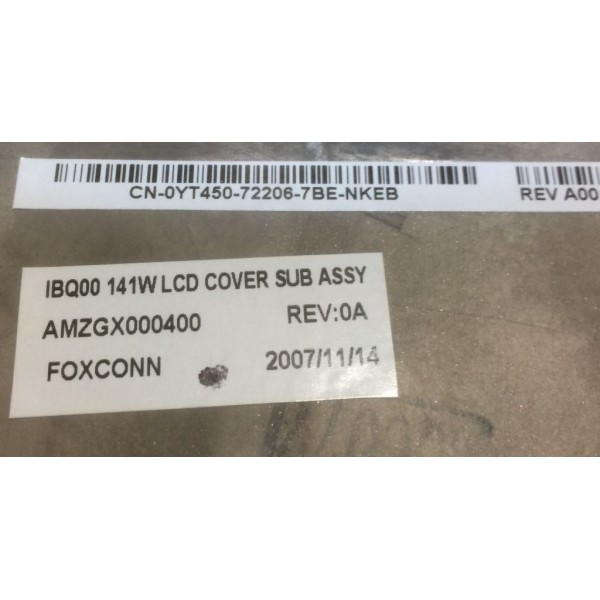 CN-0YT450-72206-7BE-NKEB REV A00
IBQ00 141W LCD COVER SUB ASSY
AMZGX000400 REV:0A
FOXCONN 2007/11/14